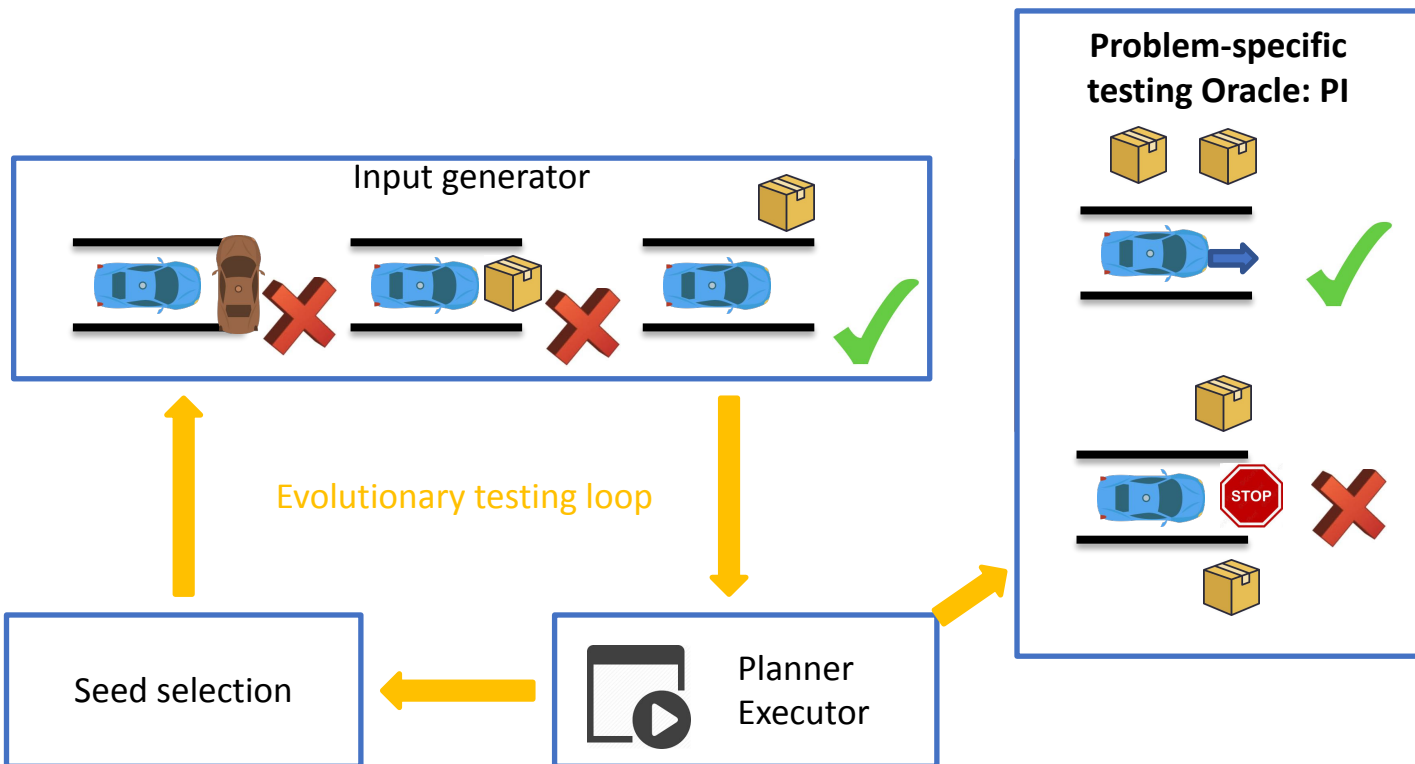 Problem-specific
testing Oracle: PI
Input generator
STOP
Evolutionary testing loop
Seed selection
Planner
Executor